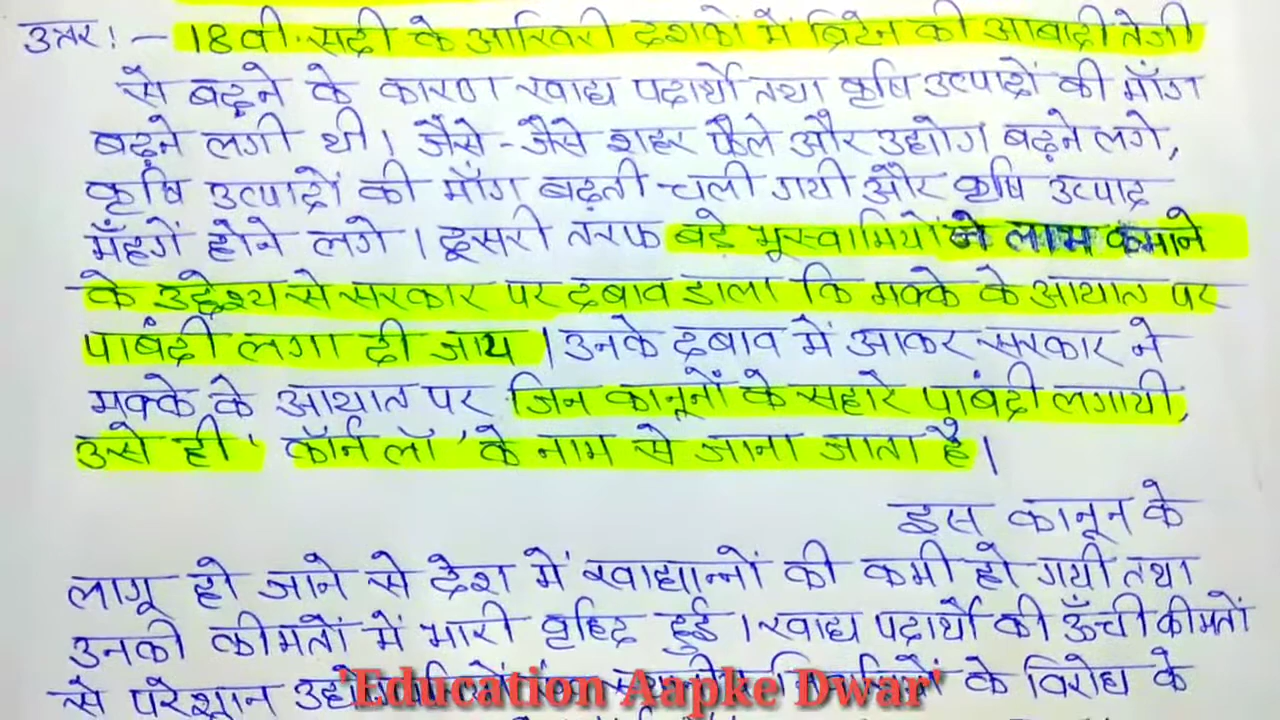 उत्तर:- 18वीं सदी के आखिरी दशकों में ब्रिटेन की आबादी तेजी
से बढ़ने के कारण खाद्य पदार्थों तथा कृषि उत्पादों की माँग
बढ़ने लगी थी। जैसे-जैसे शहर फैले और उद्योग बढ़ने लगे,
कृषि उत्पादों की माँग बढ़ती चली गयी और कृषि उत्पाद
मँहगें होने लगे। दूसरी तरफ बड़े भूस्वामियों ने लाभ कमाने
के उद्देश्य से सरकार पर दबाव डाला कि मक्के के आयात पर
पाबंदी लगा दी जाय। उनके दबाव में आकर सरकार ने
मक्के के आयात पर जिन कानूनों के सहारे पाबंदी लगायी,
उसे ही 'कॉर्न लॉ' के नाम से जाना जाता है।
इस कानून के
लागू हो जाने से देश में खाद्यान्नों की कमी हो गयी तथा
उनकी कीमतों में भारी वृद्धि हुई। खाद्य पदार्थों की ऊँची कीमतों
से परेशान के विरोध के
'Education Aapke Dwar'